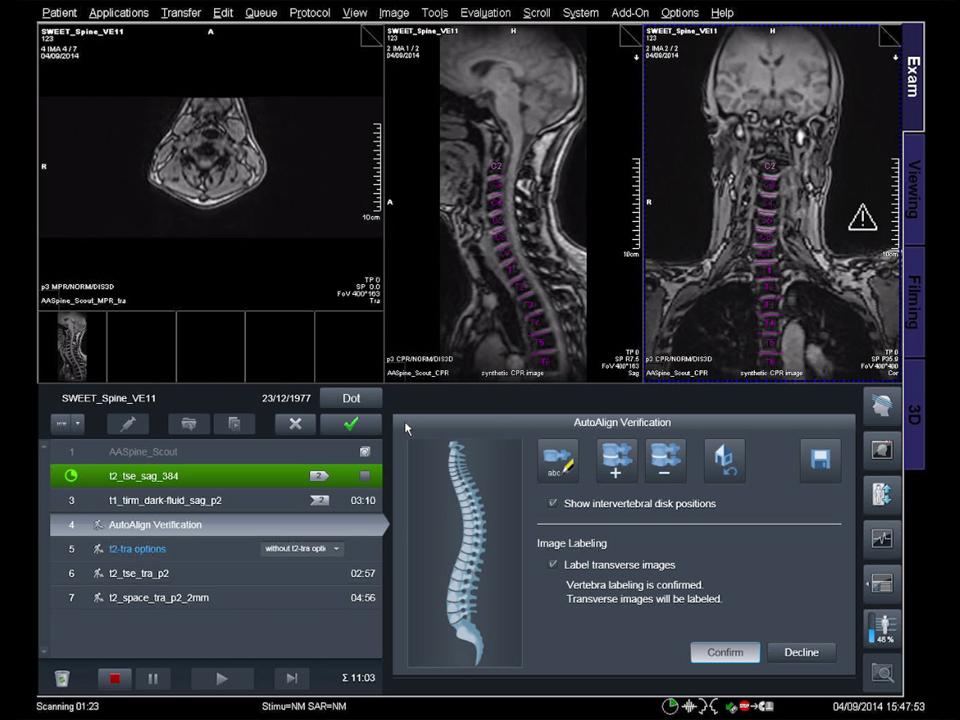 Patient Applications Transfer Edit Queue Protocol View Image Tools Evaluation Scroll System Add-On Options Help
SWEET_Spine_VE11
123
4 IMA 4 / 7
04/09/2014
A
R
10cm
p3 MPR/NORM/DIS3D
AASpine_Scout_MPR_tra
TP 0
SP 0.0
FoV 400*163
Tra
SWEET_Spine_VE11
123
2 IMA 1 / 2
04/09/2014
H
A
C2
T5
10cm
p3 CPR/NORM/DIS3D
AASpine_Scout_CPR
synthetic CPR image
TP 0
SP R7.5
FoV 400*163
Sag
SWEET_Spine_VE11
123
2 IMA 2 / 2
04/09/2014
H
R
C2
10cm
p3 CPR/NORM/DIS3D
AASpine_Scout_CPR
synthetic CPR image
TP 0
FoV 400*400
Cor
Exam
Viewing
Filming
3D
SWEET_Spine_VE11 23/12/1977 Dot
1 AASpine_Scout
t2_tse_sag_384 2
3 t1_tirm_dark-fluid_sag_p2 2 03:10
4 AutoAlign Verification
5 t2-tra options without t2-tra opti
6 t2_tse_tra_p2 02:57
7 t2_space_tra_p2_2mm 04:56
Σ 11:03
AutoAlign Verification
abc
Show intervertebral disk positions
Image Labeling
Label transverse images
Vertebra labeling is confirmed.
Transverse images will be labeled.
Confirm Decline
48%
Scanning 01:23 Stimu=NM SAR=NM 04/09/2014 15:47:53